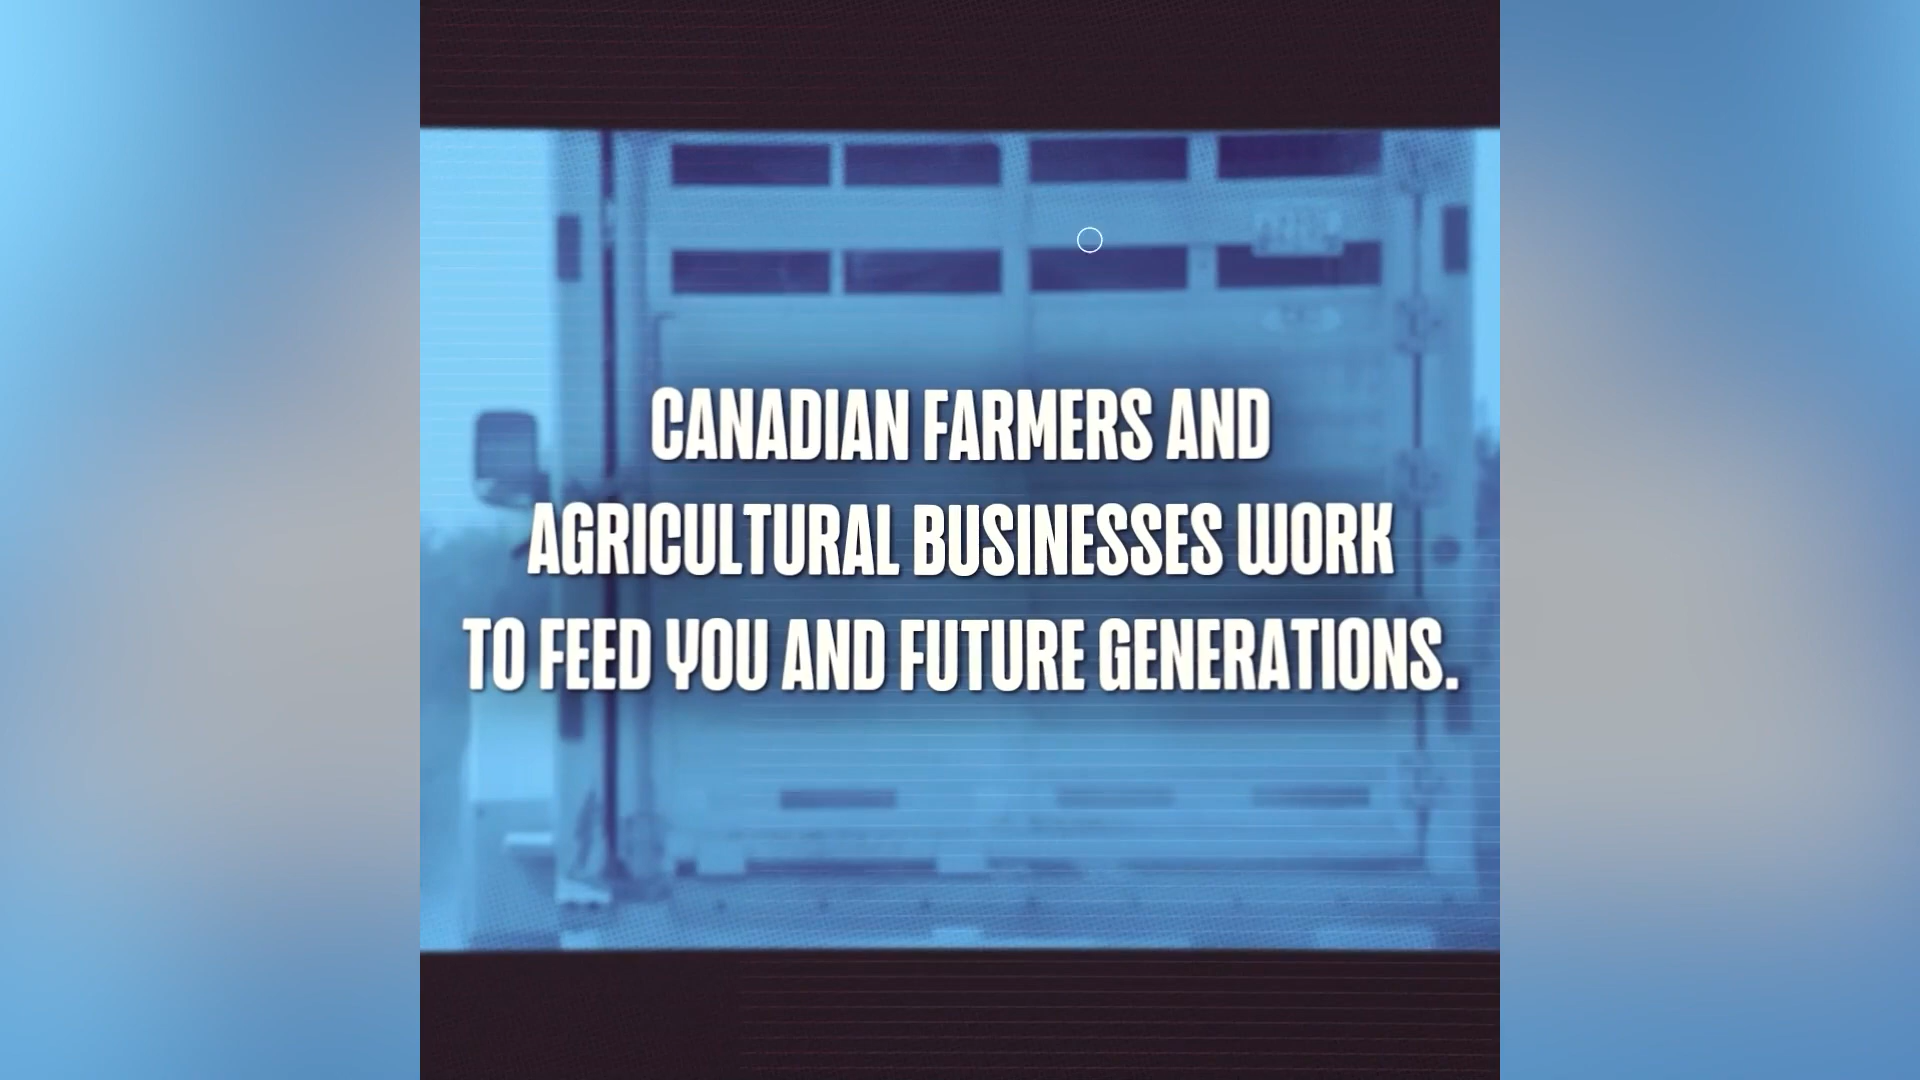 CANADIAN FARMERS AND
AGRICULTURAL BUSINESSES WORK
TO FEED YOU AND FUTURE GENERATIONS.